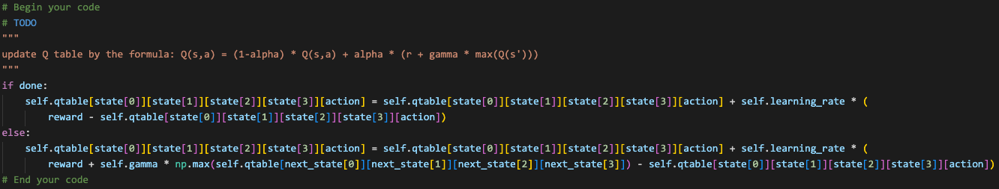 # Begin your code
# TODO
"""
update Q table by the formula: Q(s,a) = (1-alpha) * Q(s,a) + alpha * (r + gamma * max(Q(s')))
"""
if done:
    self.qtable[state[0]][state[1]][state[2]][state[3]][action] = self.qtable[state[0]][state[1]][state[2]][state[3]][action] + self.learning_rate * (
        reward - self.qtable[state[0]][state[1]][state[2]][state[3]][action])
else:
    self.qtable[state[0]][state[1]][state[2]][state[3]][action] = self.qtable[state[0]][state[1]][state[2]][state[3]][action] + self.learning_rate * (
        reward + self.gamma * np.max(self.qtable[next_state[0]][next_state[1]][next_state[2]][next_state[3]]) - self.qtable[state[0]][state[1]][state[2]][state[3]][action])
# End your code